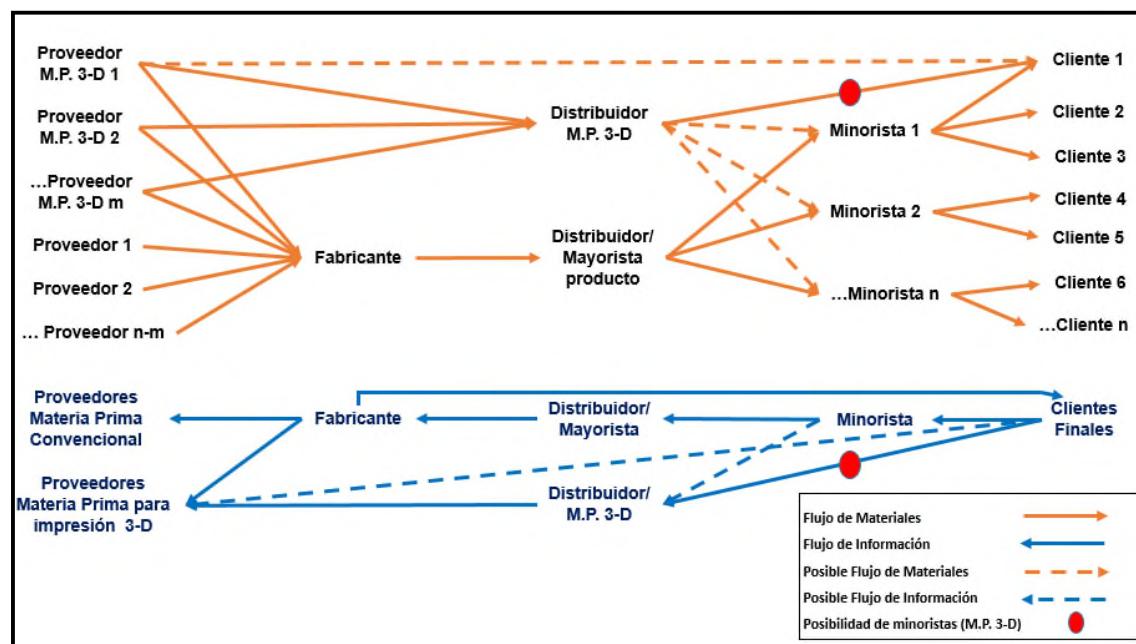 Proveedor
M.P. 3-D 1
Cliente 1
Proveedor
M.P. 3-D 2
Distribuidor
M.P. 3-D
Minorista 1
Cliente 2
Cliente 3
...Proveedor
M.P. 3-D m
Minorista 2
Cliente 4
Cliente 5
Proveedor 1
Fabricante
Distribuidor/
Mayorista
producto
Proveedor 2
...Minorista n
Cliente 6
...Cliente n
... Proveedor n-m
Proveedores
Materia Prima
Convencional
Fabricante
Distribuidor/
Mayorista
Minorista
Clientes
Finales
Proveedores
Materia Prima para
impresión 3-D
Distribuidor/
M.P. 3-D
Flujo de Materiales
Flujo de Información
Posible Flujo de Materiales
Posible Flujo de Información
Posibilidad de minoristas (M.P. 3-D)